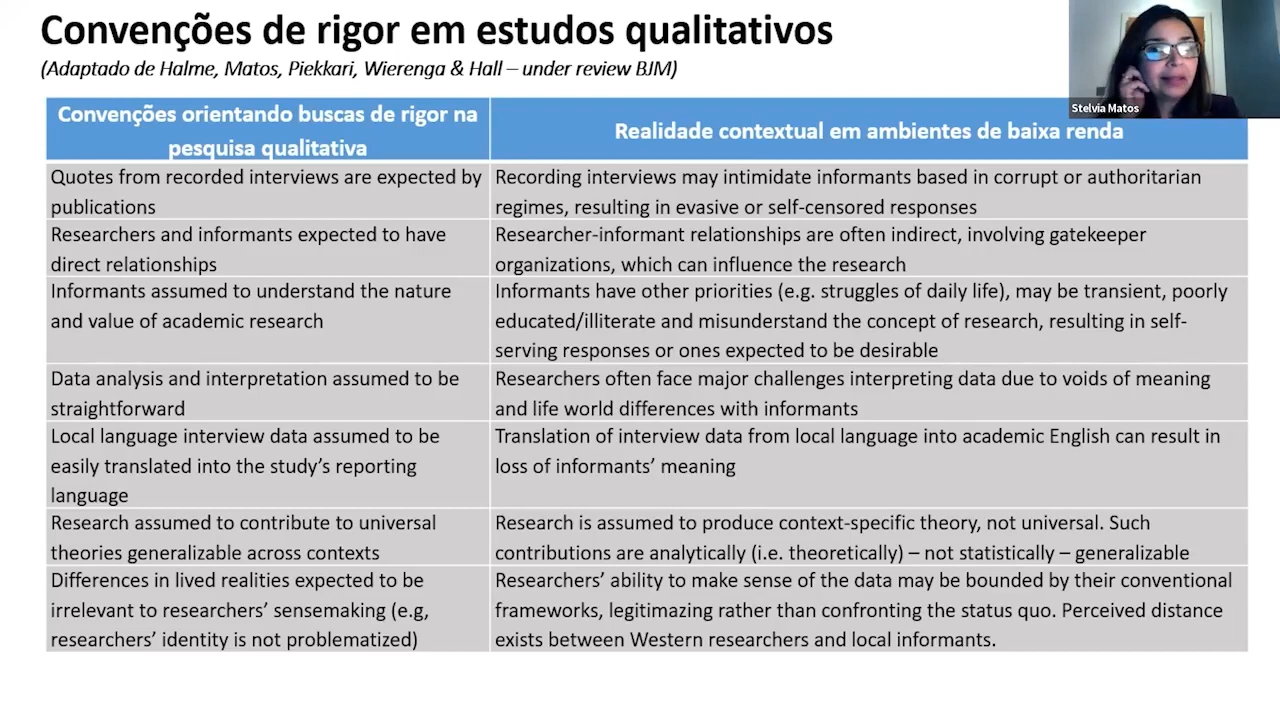 Convenções de rigor em estudos qualitativos
(Adaptado de Halme, Matos, Piekkari, Wierenga & Hall – under review BJM)
Stelvia Matos
Convenções orientando buscas de rigor na
pesquisa qualitativa
Realidade contextual em ambientes de baixa renda
Quotes from recorded interviews are expected by
publications
Recording interviews may intimidate informants based in corrupt or authoritarian
regimes, resulting in evasive or self-censored responses
Researchers and informants expected to have
direct relationships
Researcher-informant relationships are often indirect, involving gatekeeper
organizations, which can influence the research
Informants assumed to understand the nature
and value of academic research
Informants have other priorities (e.g. struggles of daily life), may be transient, poorly
educated/illiterate and misunderstand the concept of research, resulting in self-
serving responses or ones expected to be desirable
Data analysis and interpretation assumed to be
straightforward
Researchers often face major challenges interpreting data due to voids of meaning
and life world differences with informants
Local language interview data assumed to be
easily translated into the study’s reporting
language
Translation of interview data from local language into academic English can result in
loss of informants’ meaning
Research assumed to contribute to universal
theories generalizable across contexts
Research is assumed to produce context-specific theory, not universal. Such
contributions are analytically (i.e. theoretically) – not statistically – generalizable
Differences in lived realities expected to be
irrelevant to researchers’ sensemaking (e.g,
researchers’ identity is not problematized)
Researchers’ ability to make sense of the data may be bounded by their conventional
frameworks, legitimazing rather than confronting the status quo. Perceived distance
exists between Western researchers and local informants.